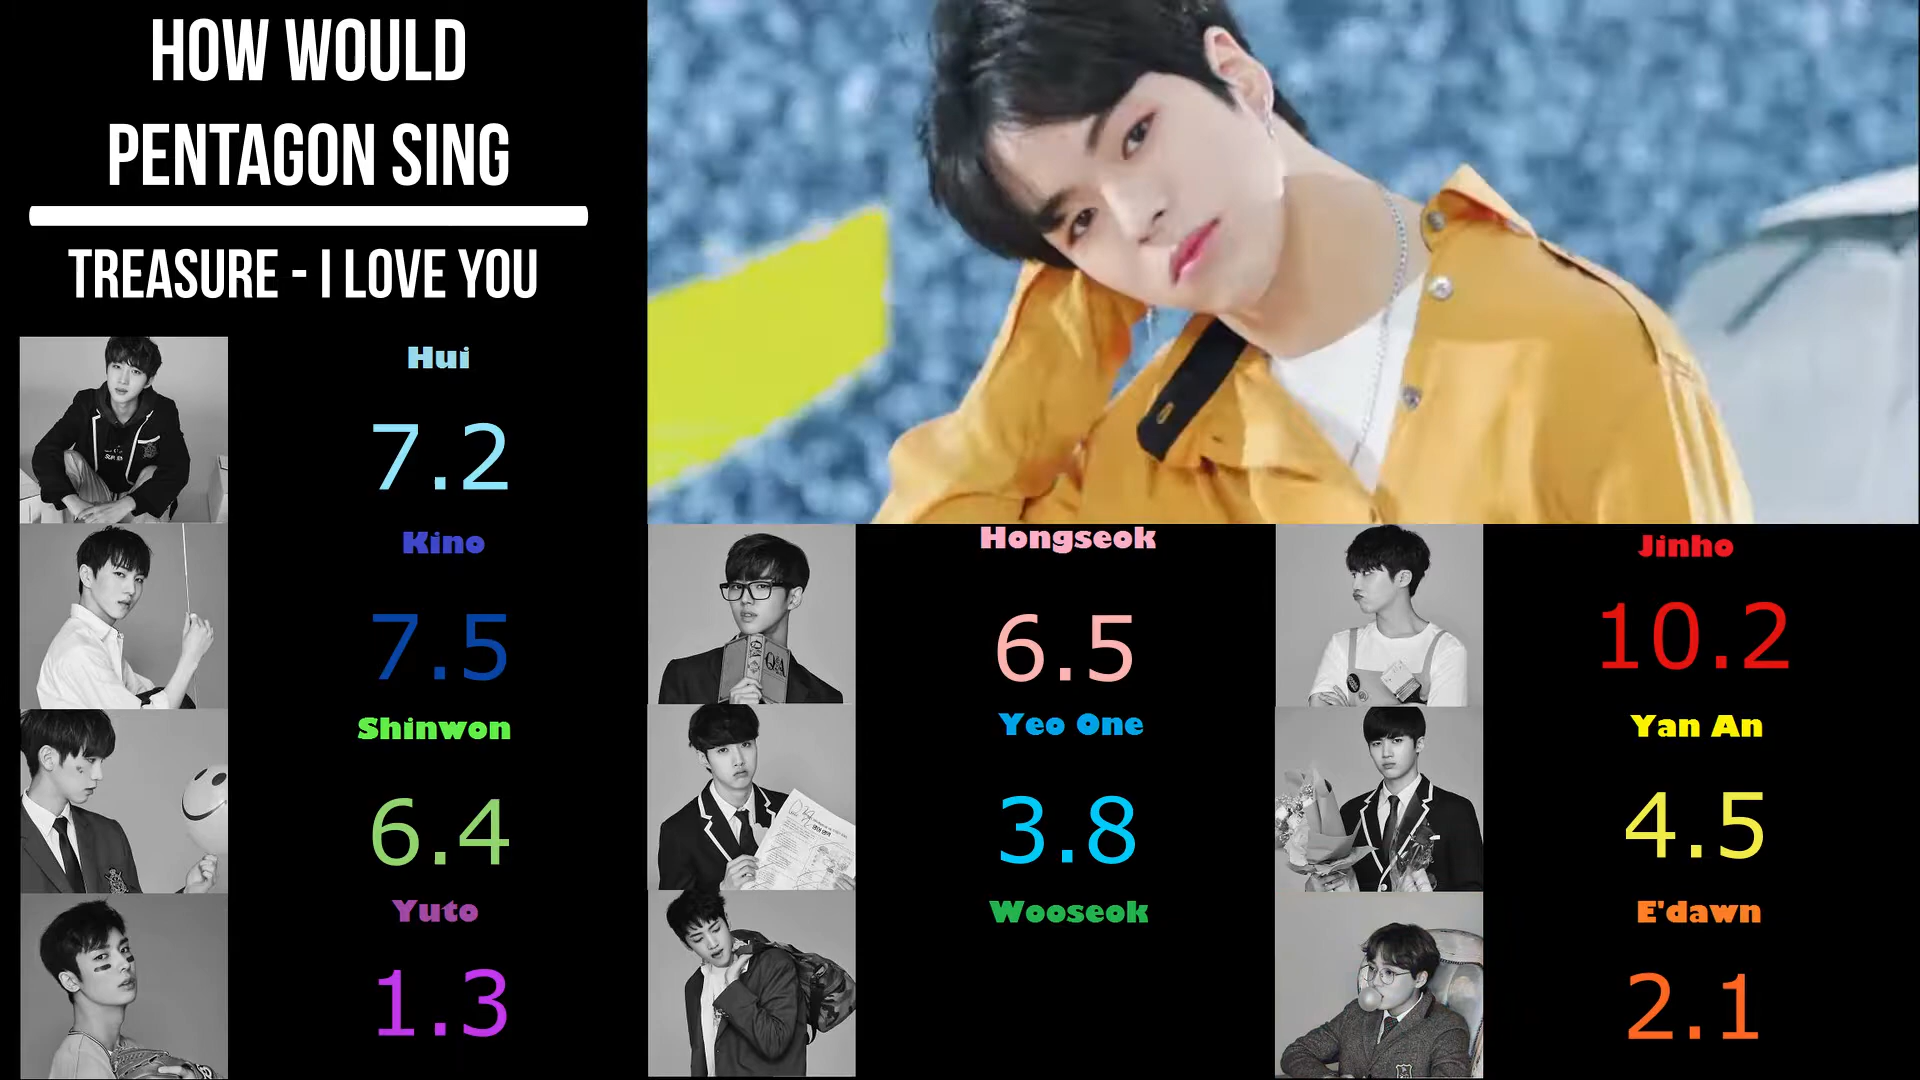 HOW WOULD
PENTAGON SING
TREASURE - I LOVE YOU
Hui
7.2
Kino
7.5
Hongseok
6.5
Jinho
10.2
Shinwon
6.4
Yeo One
3.8
Yan An
4.5
Yuto
1.3
Wooseok
E'dawn
2.1
Q&A